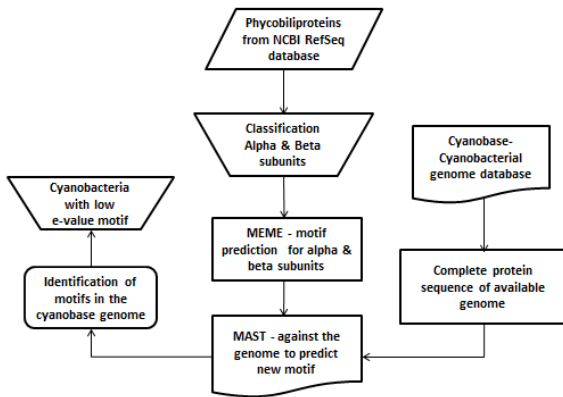 Phycobiliproteins
from NCBI RefSeq
database
Classification
Alpha & Beta
subunits
Cyanobase-
Cyanobacterial
genome database
Cyanobacteria
with low
e-value motif
MEME - motif
prediction for alpha &
beta subunits
Identification of
motifs in the
cyanobase genome
Complete protein
sequence of available
genome
MAST - against the
genome to predict
new motif